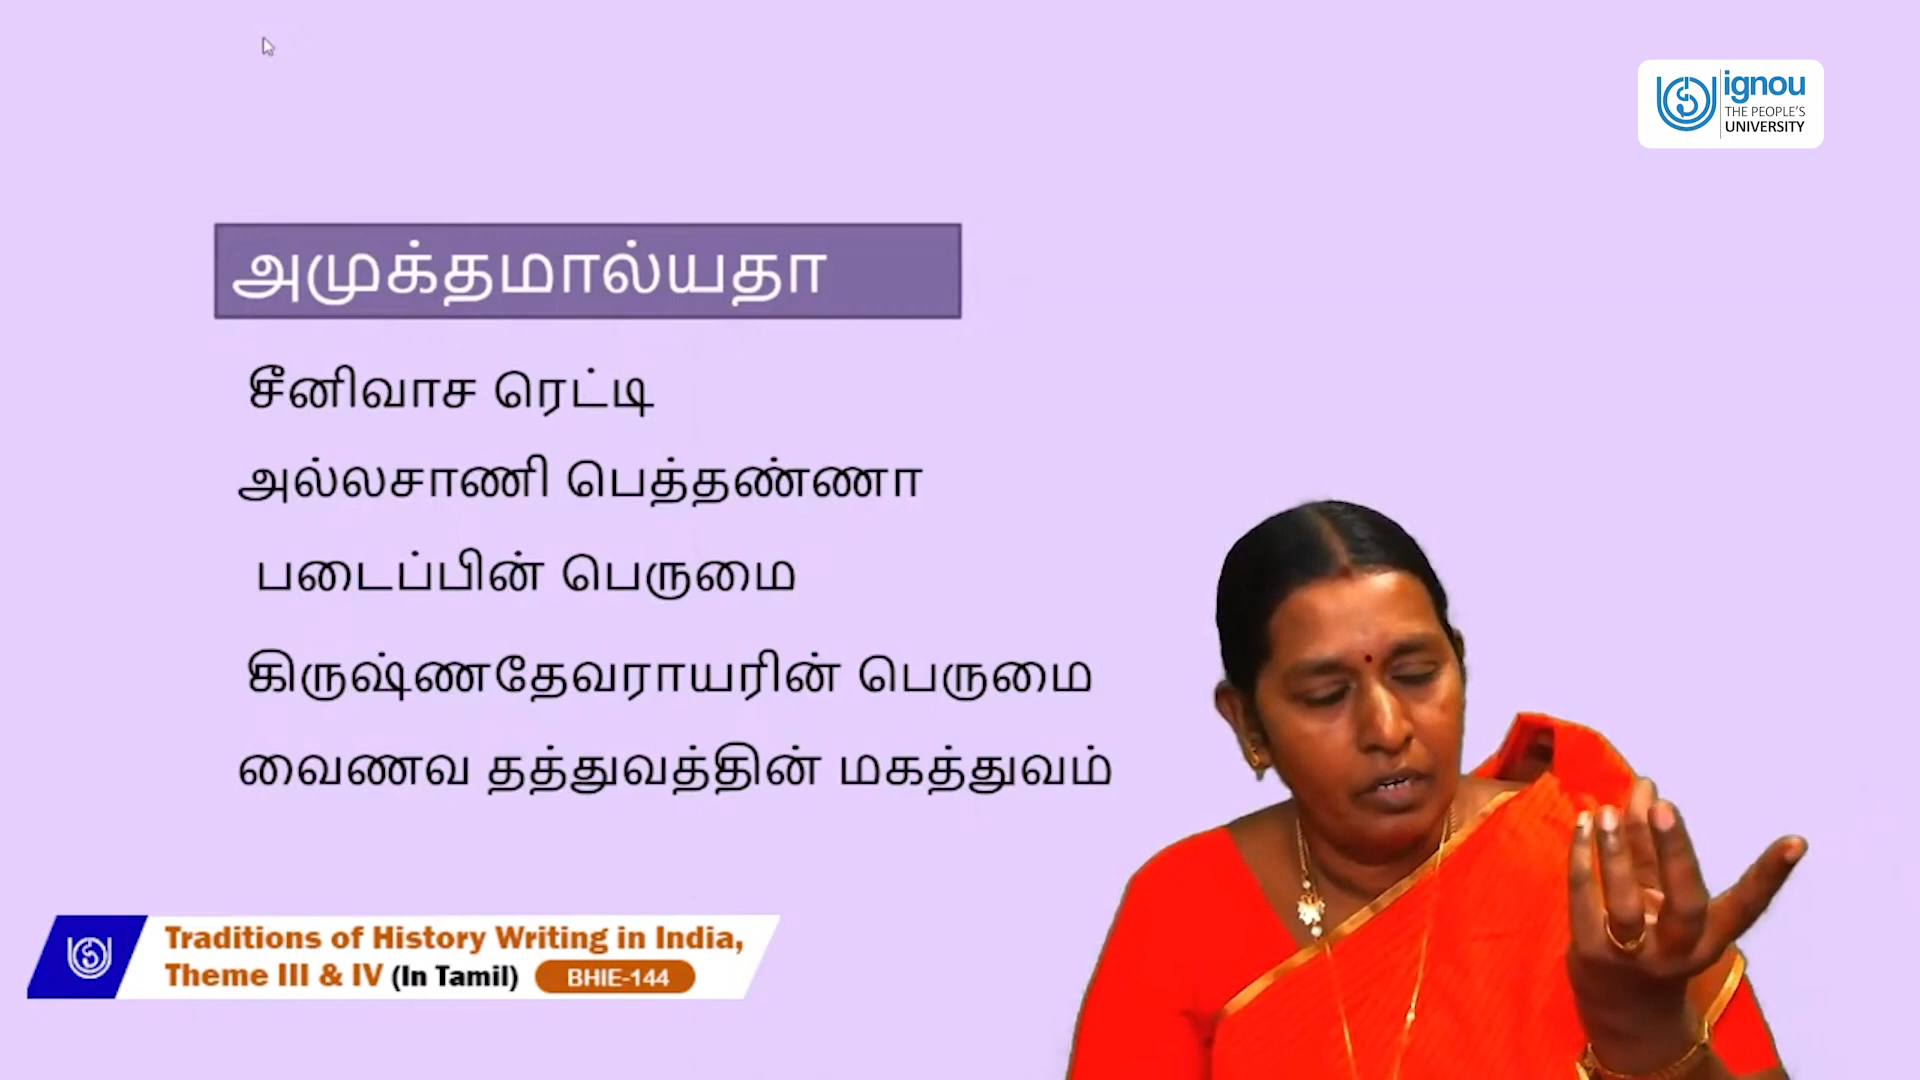 ignou
THE PEOPLE'S
UNIVERSITY
அமுக்தமால்யதா
சீனிவாச ரெட்டி
அல்லசாணி பெத்தண்ணா
படைப்பின் பெருமை
கிருஷ்ணதேவராயரின் பெருமை
வைணவ தத்துவத்தின் மகத்துவம்
Traditions of History Writing in India,
Theme III & IV (In Tamil) BHIE-144